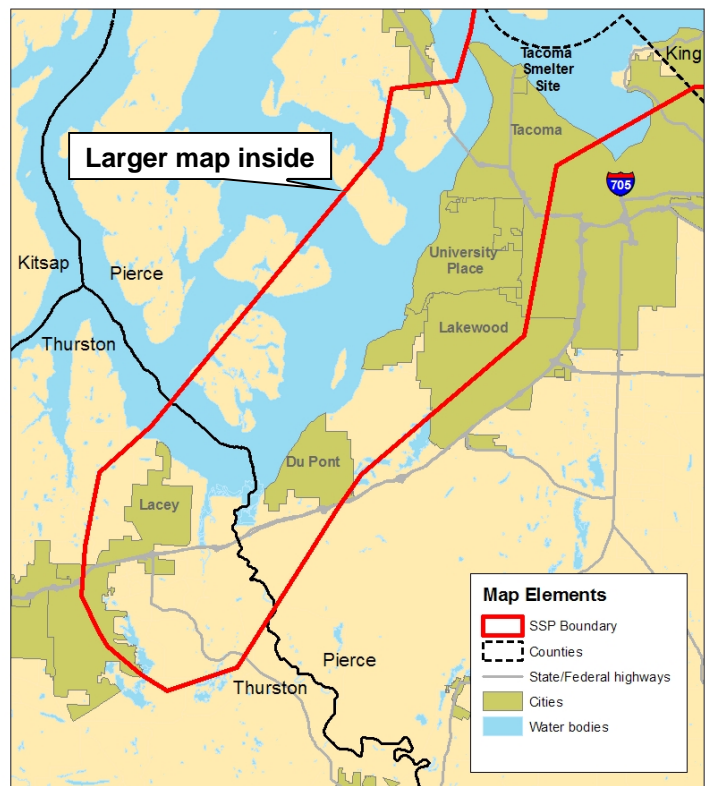 Tacoma
Smelter
Site
King
Tacoma
Larger map inside
705
University
Place
Kitsap
Pierce
Lakewood
Thurston
Du Pont
Lacey
Map Elements
SSP Boundary
Counties
State/Federal highways
Cities
Water bodies
Pierce
Thurston